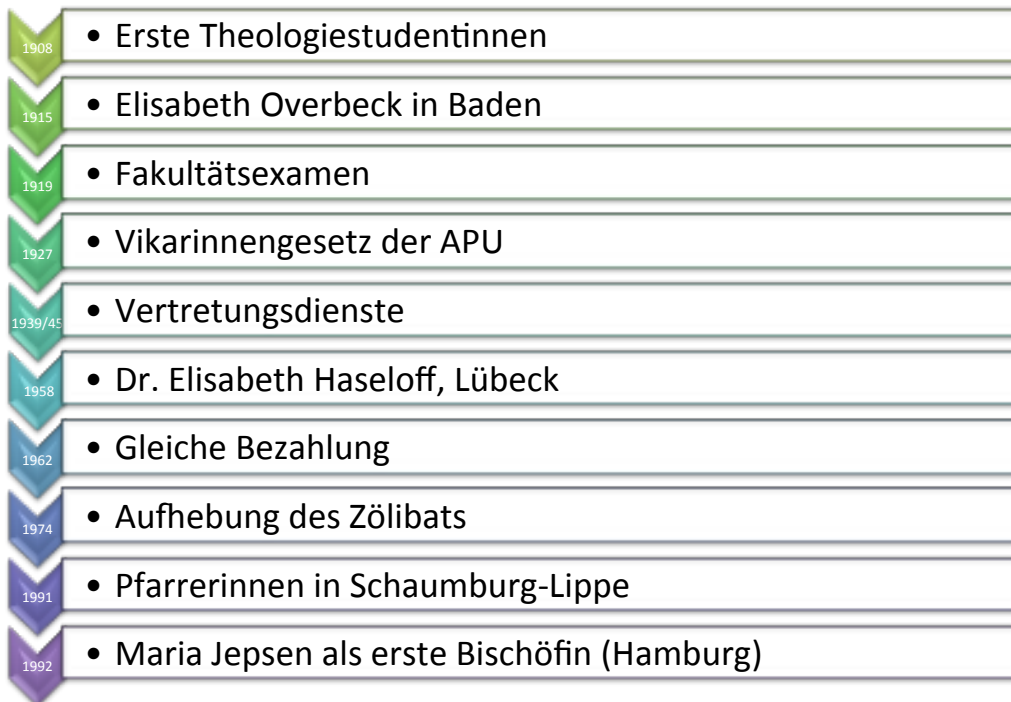 1908
• Erste Theologiestudentinnen
1915
• Elisabeth Overbeck in Baden
1919
• Fakultätsexamen
1927
• Vikarinnengesetz der APU
1939/45
• Vertretungsdienste
1958
• Dr. Elisabeth Haseloff, Lübeck
1962
• Gleiche Bezahlung
1974
• Aufhebung des Zölibats
1991
• Pfarrerinnen in Schaumburg-Lippe
1992
• Maria Jepsen als erste Bischöfin (Hamburg)